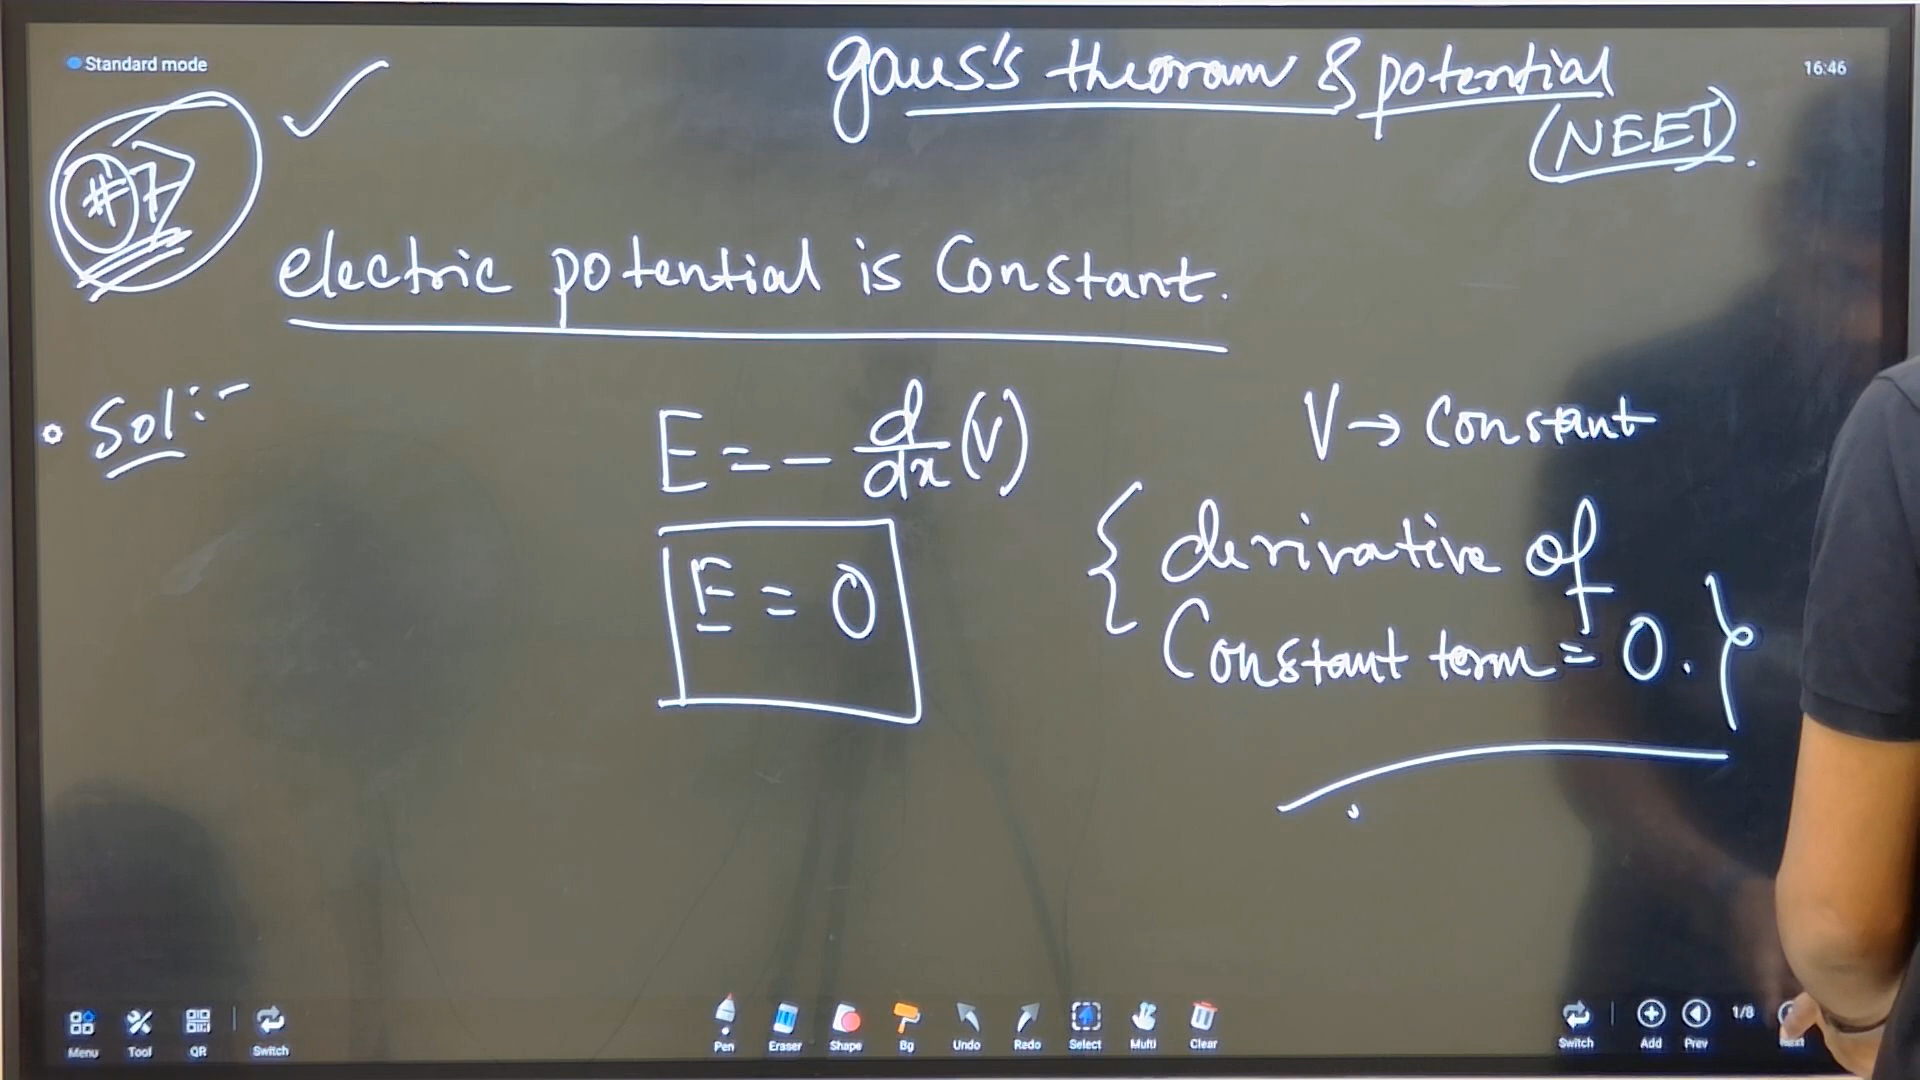 Standard mode
gaus's theoram & potential
16:46
(NEET).
#7
electric potential is Constant.
Sol:-
E = - d/dx (V)
V → Constant
E = 0
{ derivative of
Constant term = 0. }
Menu Tool QR Switch Pen Eraser Shape Bg Undo Redo Select Multi Clear Switch Add Prev 1/8 Next